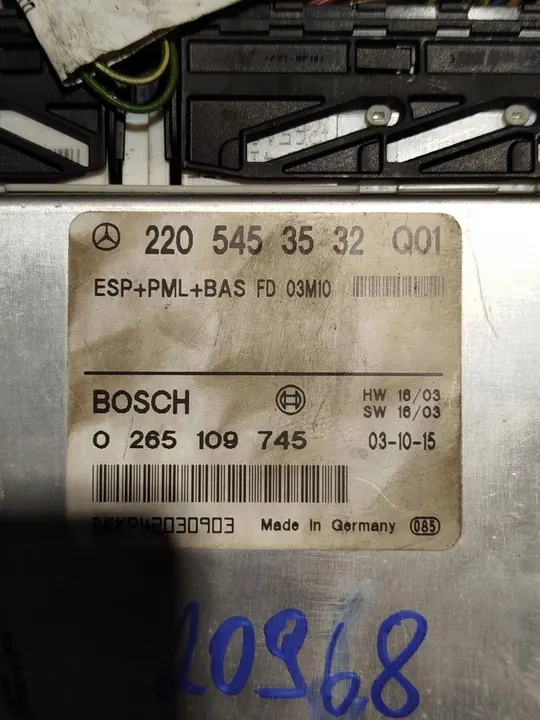 220 545 35 32 Q01
ESP+PML+BAS FD 03M10
BOSCH
HW 16/03
SW 16/03
0 265 109 745
03-10-15
Made in Germany
085
20968